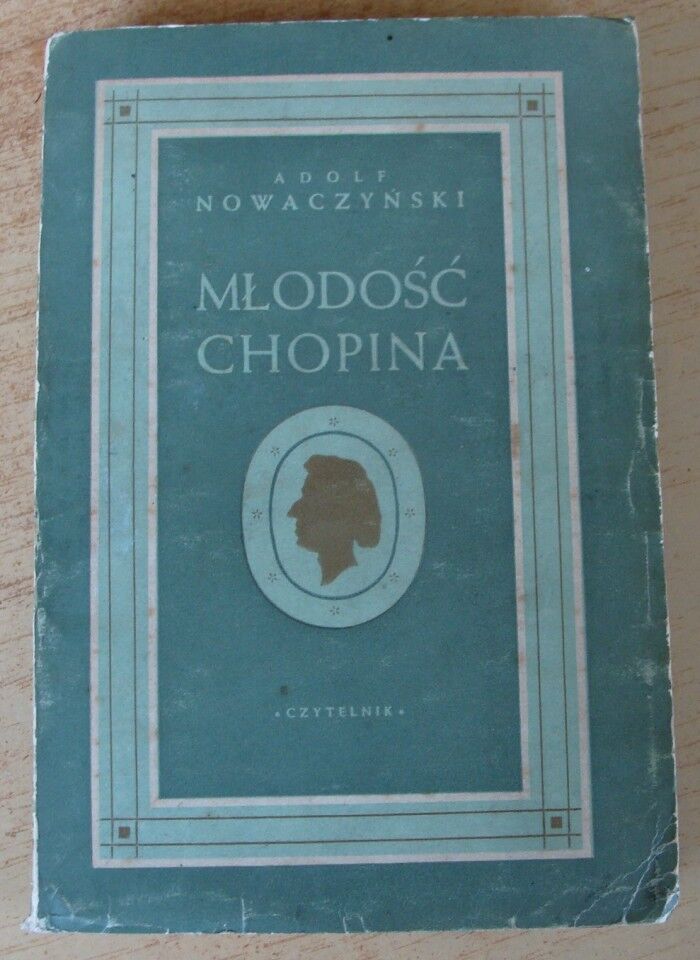 ADOLF
NOWACZYŃSKI
MŁODOŚĆ
CHOPINA
CZYTELNIK